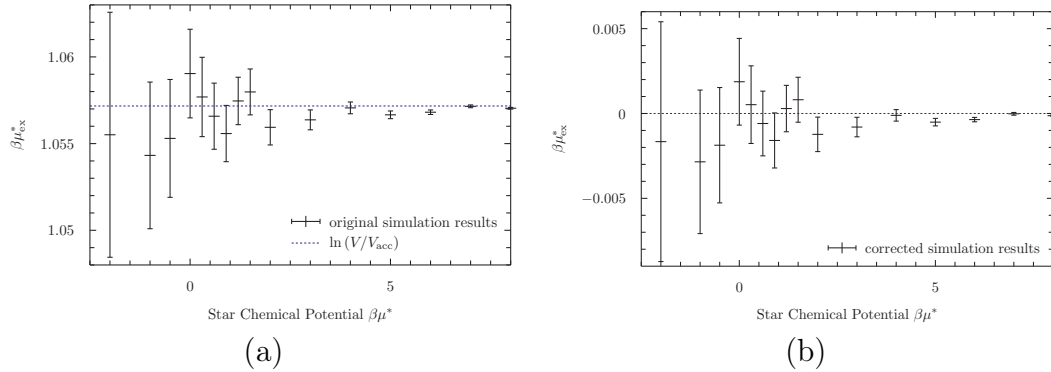 1.06
1.055
1.05
βμ*ex
original simulation results
ln (V/Vacc)
0
5
Star Chemical Potential βμ*
(a)
0.005
0
−0.005
βμ*ex
corrected simulation results
0
5
Star Chemical Potential βμ*
(b)